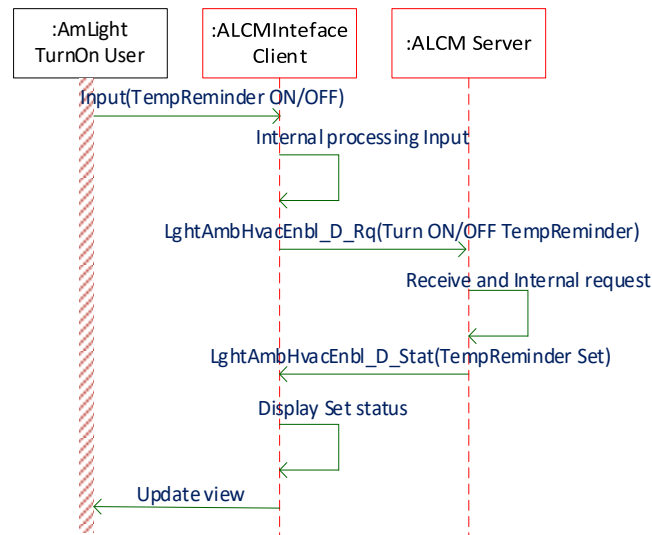 :AmLight
TurnOn User
:ALCMInteface
Client
:ALCM Server
Input(TempReminder ON/OFF)
Internal processing Input
LghtAmbHvacEnbl_D_Rq(Turn ON/OFF TempReminder)
Receive and Internal request
LghtAmbHvacEnbl_D_Stat(TempReminder Set)
Display Set status
Update view